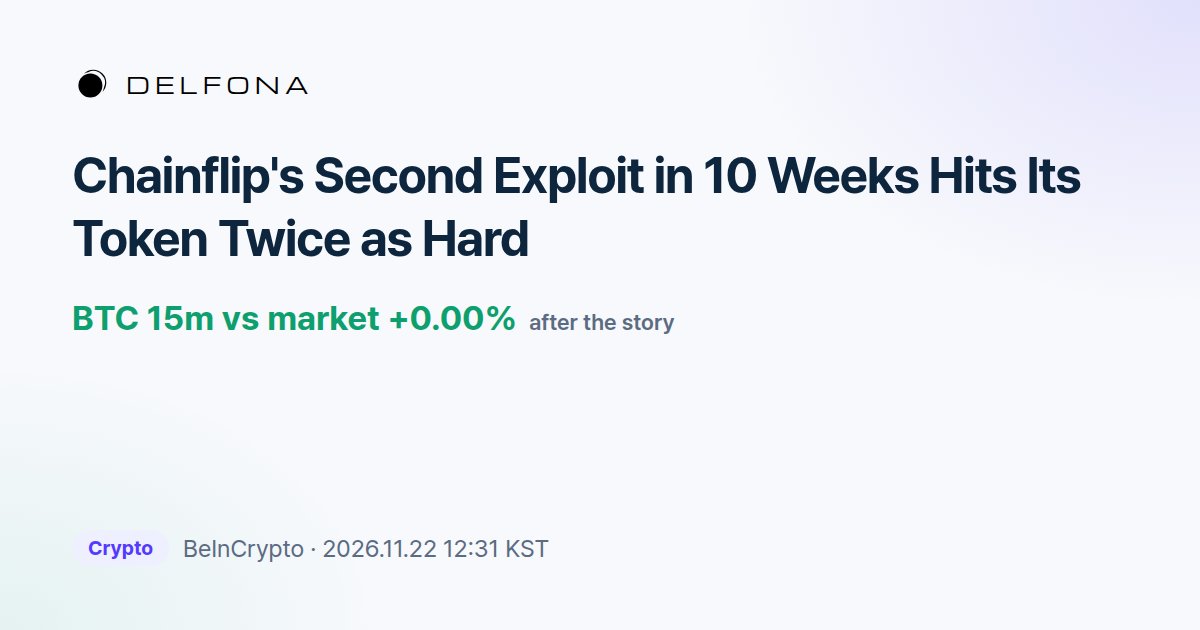 DELFONA
Chainflip's Second Exploit in 10 Weeks Hits Its
Token Twice as Hard
BTC 15m vs market +0.00% after the story
Crypto BeInCrypto · 2026.11.22 12:31 KST